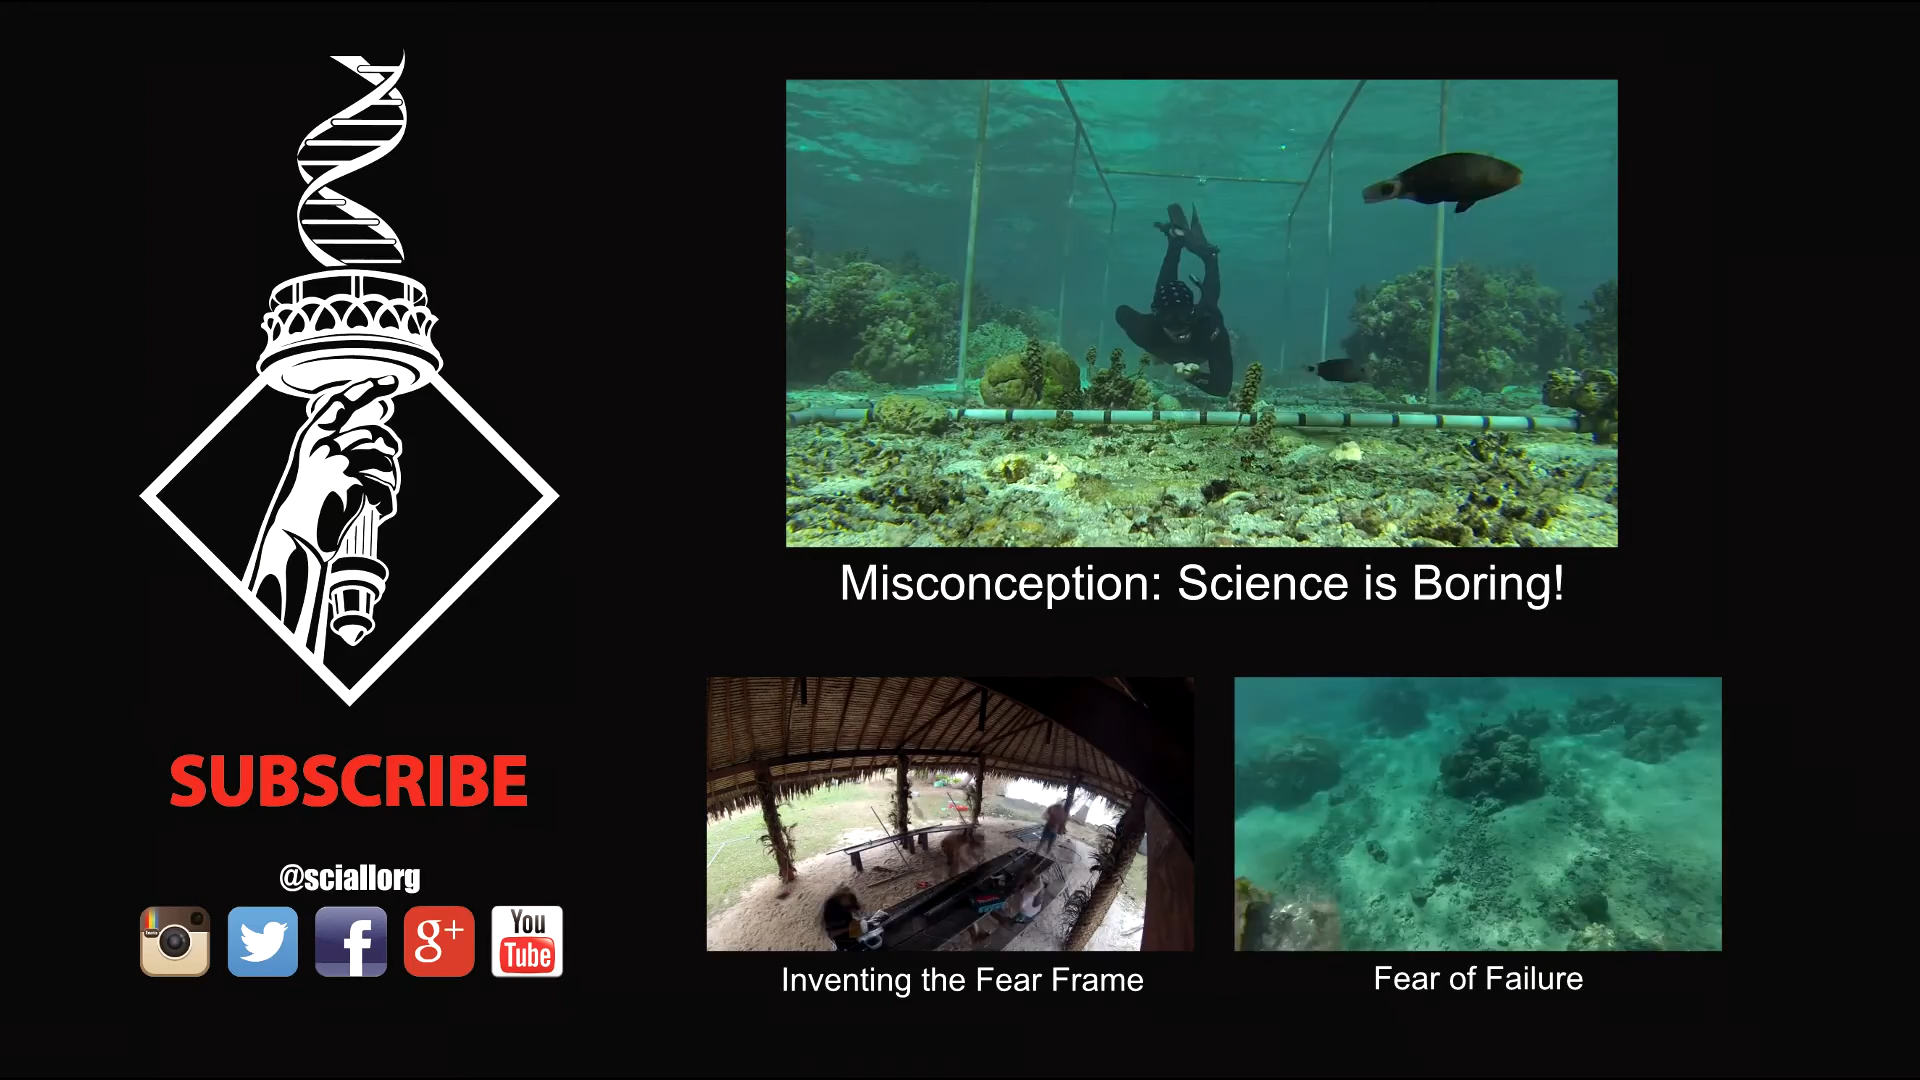 Misconception: Science is Boring!
SUBSCRIBE
@sciallorg
You
Tube
g+
f
Inventing the Fear Frame
Fear of Failure